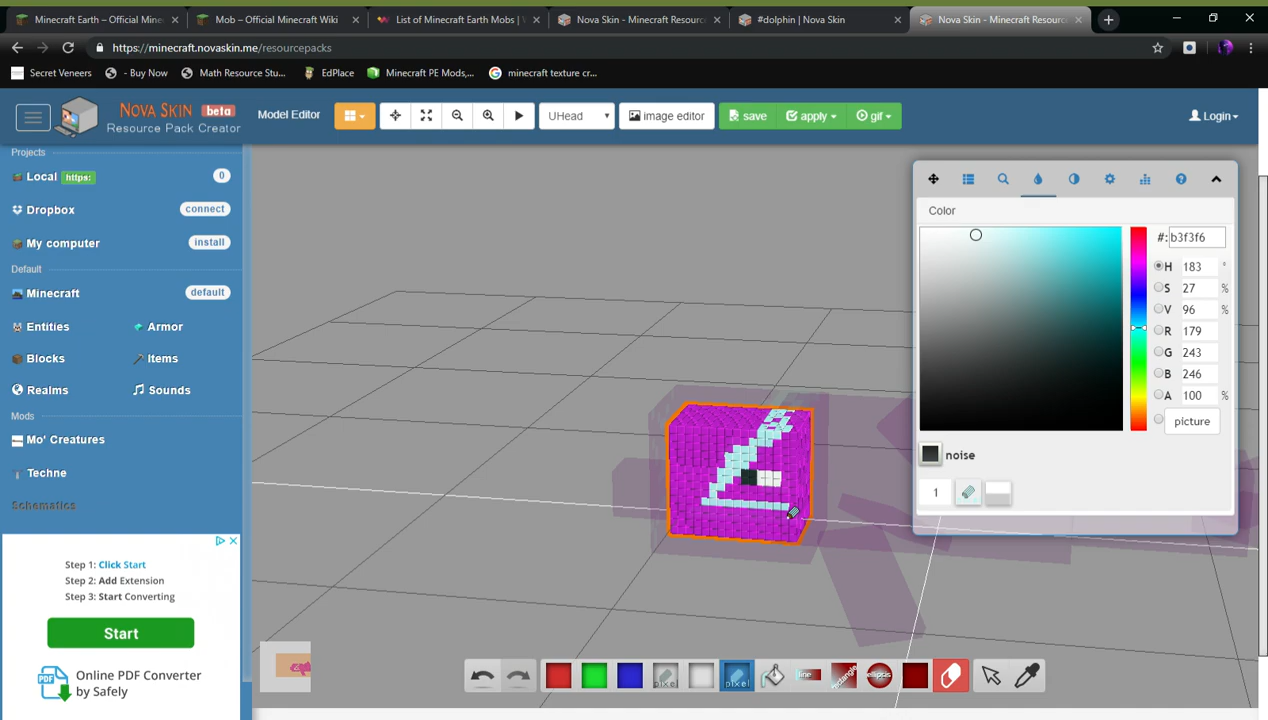 Minecraft Earth – Official Mine
Mob – Official Minecraft Wiki
List of Minecraft Earth Mobs |
Nova Skin - Minecraft Resource
#dolphin | Nova Skin
Nova Skin - Minecraft Resource
https://minecraft.novaskin.me/resourcepacks
Secret Veneers
- Buy Now
Math Resource Stu...
EdPlace
Minecraft PE Mods,...
minecraft texture cr...
NOVA SKIN beta
Resource Pack Creator
Model Editor
UHead
image editor
save
apply
gif
Login
Projects
Local https: 0
Dropbox connect
My computer install
Default
Minecraft default
Entities Armor
Blocks Items
Realms Sounds
Mods
Mo' Creatures
Techne
Schematics
Step 1: Click Start
Step 2: Add Extension
Step 3: Start Converting
Start
PDF
Online PDF Converter
by Safely
Color
#: b3f3f6
H 183 °
S 27 %
V 96 %
R 179
G 243
B 246
A 100 %
picture
noise
1
pixel
pixel
line
rectangle
ellipsis